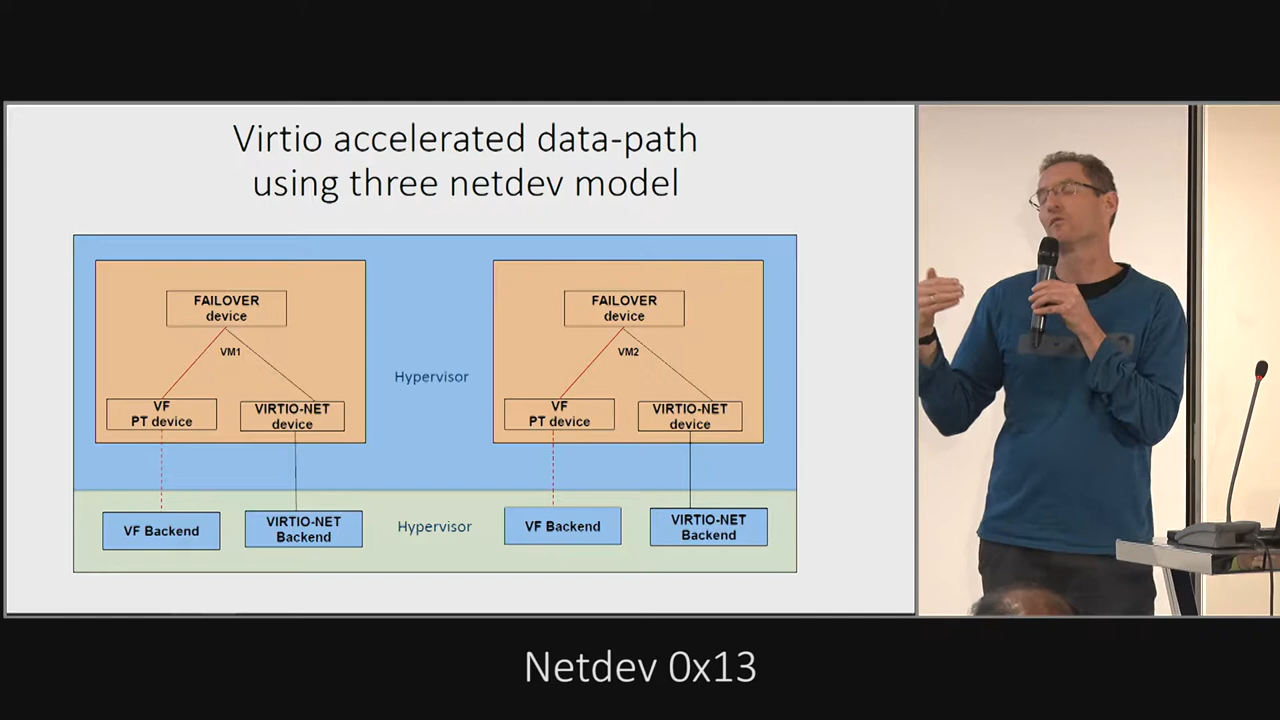 Virtio accelerated data-path
using three netdev model
FAILOVER
device
VM1
VF
PT device
VIRTIO-NET
device
Hypervisor
FAILOVER
device
VM2
VF
PT device
VIRTIO-NET
device
VF Backend
VIRTIO-NET
Backend
Hypervisor
VF Backend
VIRTIO-NET
Backend
Netdev 0x13